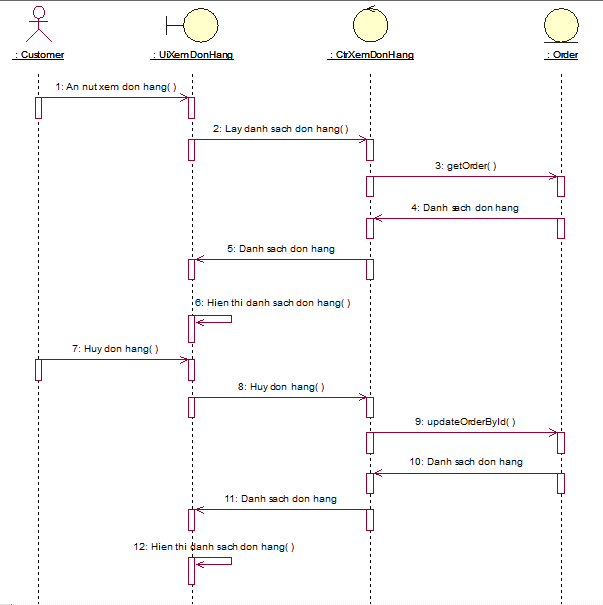 : Customer
: UiXemDonHang
: CtrXemDonHang
: Order
1: An nut xem don hang( )
2: Lay danh sach don hang( )
3: getOrder( )
4: Danh sach don hang
5: Danh sach don hang
6: Hien thi danh sach don hang( )
7: Huy don hang( )
8: Huy don hang( )
9: updateOrderById( )
10: Danh sach don hang
11: Danh sach don hang
12: Hien thi danh sach don hang( )